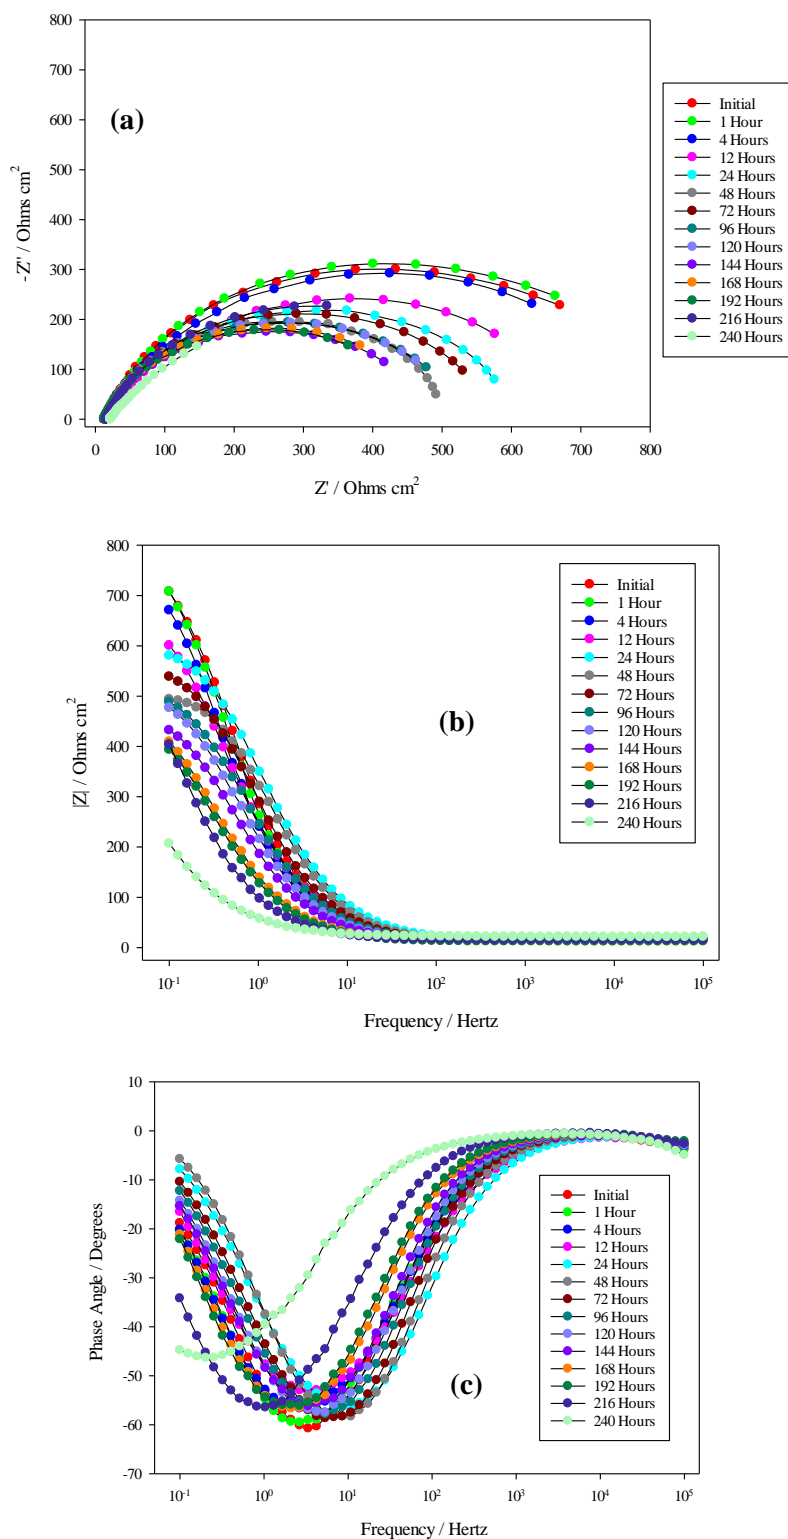 800
700
600
500
400
300
200
100
0
-Z" / Ohms cm²
(a)
0 100 200 300 400 500 600 700 800
Z' / Ohms cm²
Initial
1 Hour
4 Hours
12 Hours
24 Hours
48 Hours
72 Hours
96 Hours
120 Hours
144 Hours
168 Hours
192 Hours
216 Hours
240 Hours
800
700
600
500
400
300
200
100
0
|Z| / Ohms cm²
(b)
Initial
1 Hour
4 Hours
12 Hours
24 Hours
48 Hours
72 Hours
96 Hours
120 Hours
144 Hours
168 Hours
192 Hours
216 Hours
240 Hours
10⁻¹ 10⁰ 10¹ 10² 10³ 10⁴ 10⁵
Frequency / Hertz
10
0
-10
-20
-30
-40
-50
-60
-70
Phase Angle / Degrees
(c)
Initial
1 Hour
4 Hours
12 Hours
24 Hours
48 Hours
72 Hours
96 Hours
120 Hours
144 Hours
168 Hours
192 Hours
216 Hours
240 Hours
10⁻¹ 10⁰ 10¹ 10² 10³ 10⁴ 10⁵
Frequency / Hertz